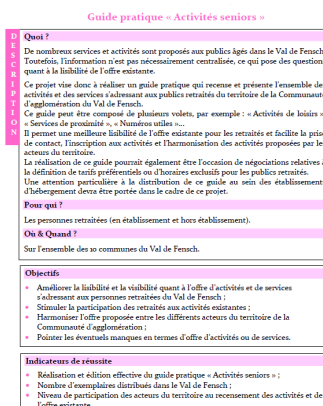 Guide pratique « Activités seniors »
DESCRIPTION
Quoi ?
De nombreux services et activités sont proposés aux publics âgés dans le Val de Fensch
Toutefois, l'information n'est pas nécessairement centralisée, ce qui pose des question
quant à la lisibilité de l'offre existante.
Ce projet vise donc à réaliser un guide pratique qui recense et présente l'ensemble de
activités et des services s'adressant aux publics retraités du territoire de la Communaut
d'agglomération du Val de Fensch.
Ce guide peut être composé de plusieurs volets, par exemple : « Activités de loisirs »
« Services de proximité », « Numéros utiles »...
Il permet une meilleure lisibilité de l'offre existante pour les retraités et facilite la pris
de contact, l'inscription aux activités et l'harmonisation des activités proposées par le
acteurs du territoire.
La réalisation de ce guide pourrait également être l'occasion de négociations relatives
la définition de tarifs préférentiels ou d'horaires exclusifs pour les publics retraités.
Une attention particulière à la distribution de ce guide au sein des établissement
d'hébergement devra être portée dans le cadre de ce projet.
Pour qui ?
Les personnes retraitées (en établissement et hors établissement).
Où & Quand ?
Sur l'ensemble des 10 communes du Val de Fensch.
Objectifs
• Améliorer la lisibilité et la visibilité quant à l'offre d'activités et de services
s'adressant aux personnes retraitées du Val de Fensch ;
• Stimuler la participation des retraités aux activités existantes ;
• Harmoniser l'offre proposée entre les différents acteurs du territoire de la
Communauté d'agglomération ;
• Pointer les éventuels manques en termes d'offre d'activités ou de services.
Indicateurs de réussite
• Réalisation et édition effective du guide pratique « Activités seniors » ;
• Nombre d'exemplaires distribués dans le Val de Fensch ;
• Niveau de participation des acteurs du territoire au recensement des activités et de
l'offre existante